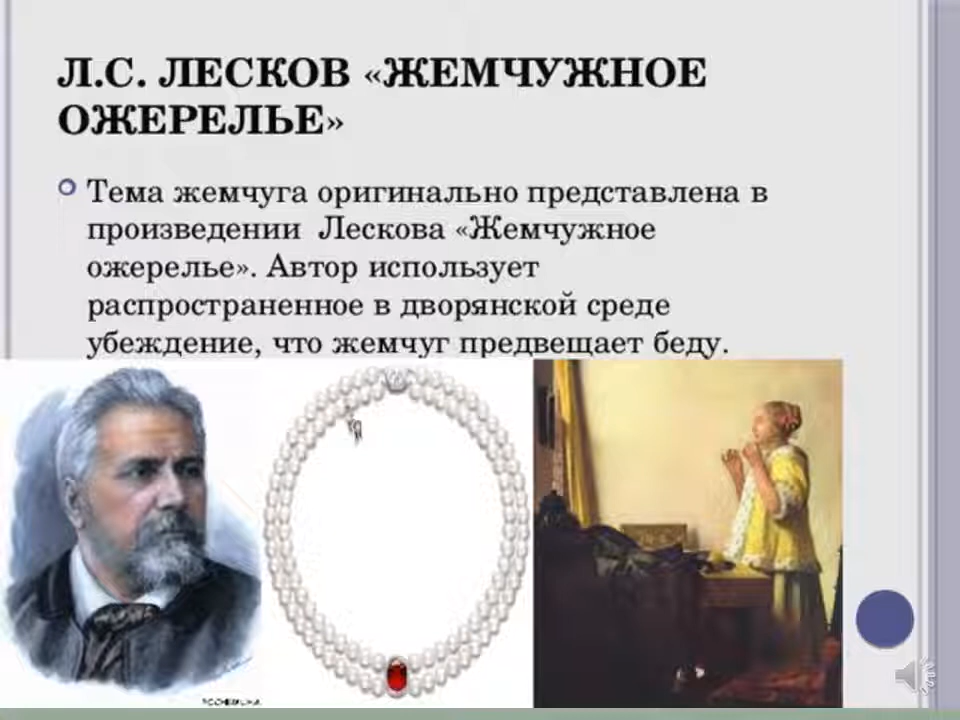 Л.С. ЛЕСКОВ «ЖЕМЧУЖНОЕ
ОЖЕРЕЛЬЕ»
Тема жемчуга оригинально представлена в
произведении Лескова «Жемчужное
ожерелье». Автор использует
распространенное в дворянской среде
убеждение, что жемчуг предвещает беду.